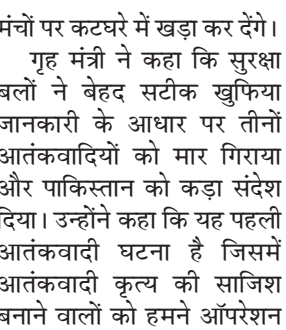 मंचों पर कटघरे में खड़ा कर देंगे।
गृह मंत्री ने कहा कि सुरक्षा
बलों ने बेहद सटीक खुफिया
जानकारी के आधार पर तीनों
आतंकवादियों को मार गिराया
और पाकिस्तान को कड़ा संदेश
दिया। उन्होंने कहा कि यह पहली
आतंकवादी घटना है जिसमें
आतंकवादी कृत्य की साजिश
बनाने वालों को हमने ऑपरेशन